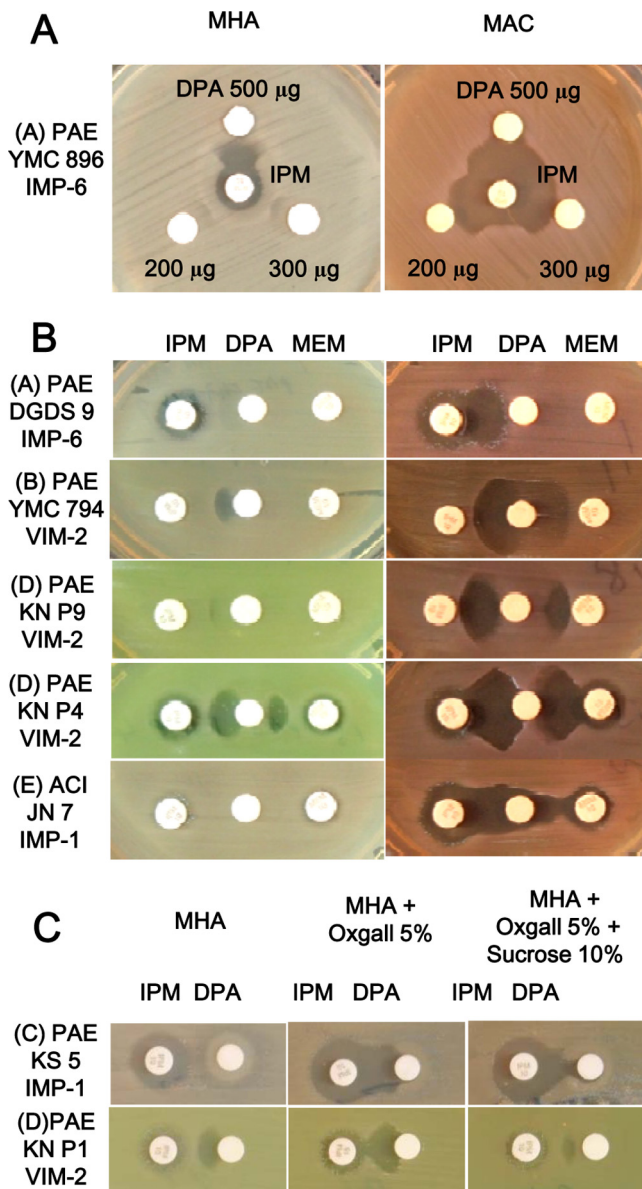 A
MHA
MAC
(A) PAE
YMC 896
IMP-6
DPA 500 μg
IPM
200 μg
300 μg
DPA 500 μg
IPM
200 μg
300 μg
B
IPM DPA MEM
IPM DPA MEM
(A) PAE
DGDS 9
IMP-6
(B) PAE
YMC 794
VIM-2
(D) PAE
KN P9
VIM-2
(D) PAE
KN P4
VIM-2
(E) ACI
JN 7
IMP-1
C
MHA
MHA +
Oxgall 5%
MHA +
Oxgall 5% +
Sucrose 10%
IPM DPA
IPM DPA
IPM DPA
(C) PAE
KS 5
IMP-1
(D)PAE
KN P1
VIM-2